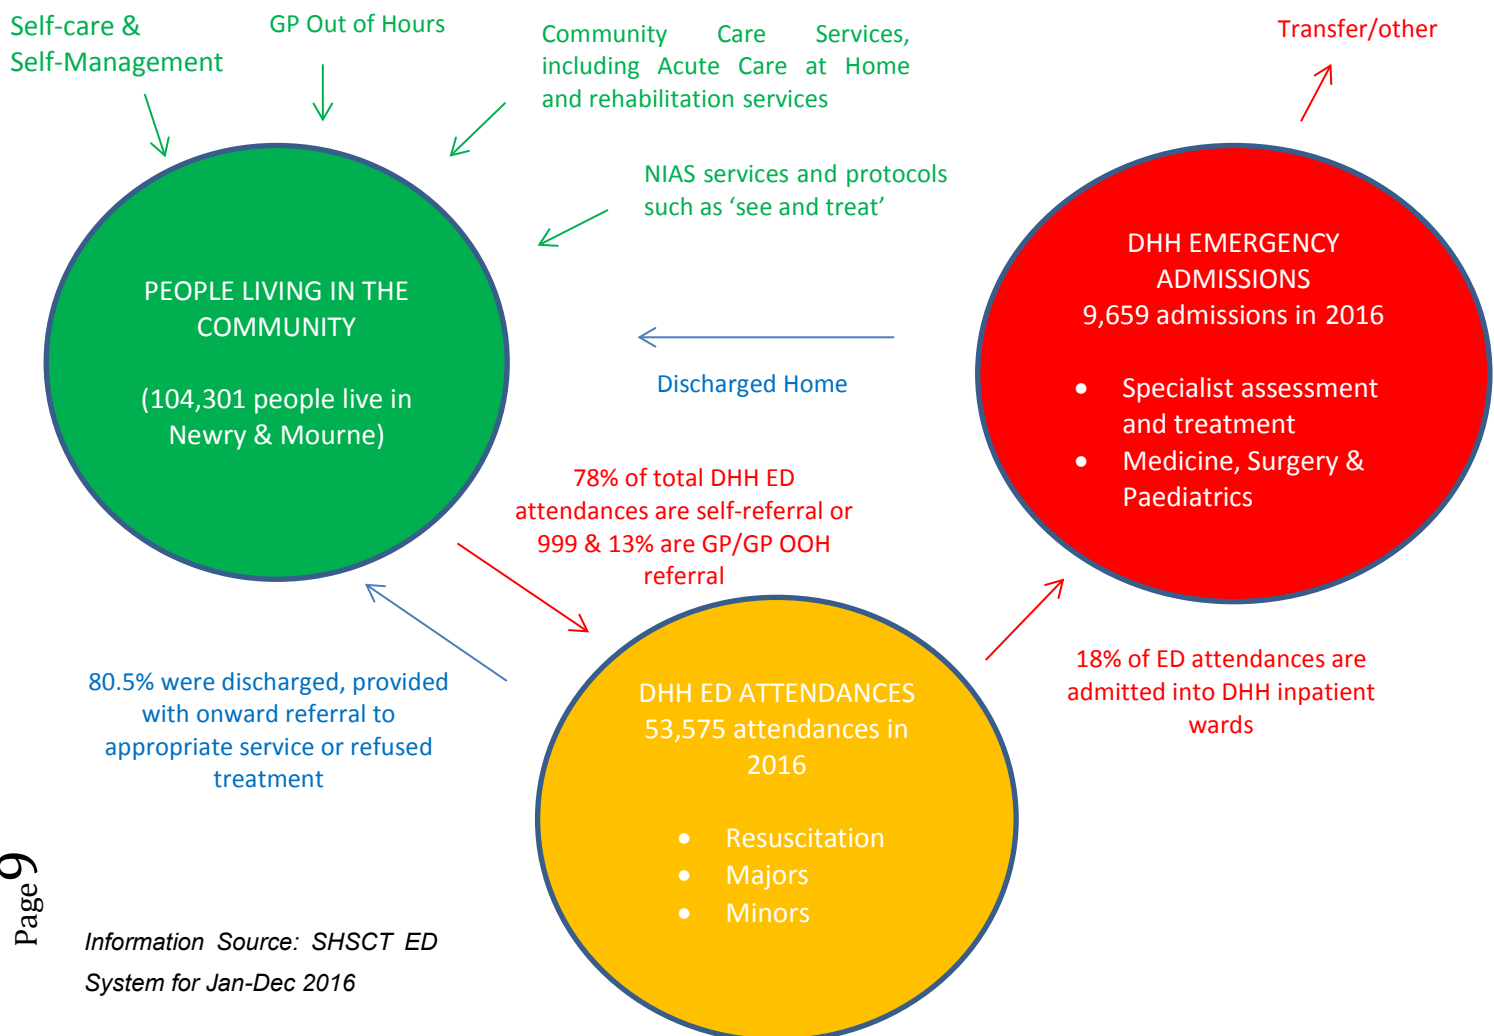 Self-care &
Self-Management
GP Out of Hours
Community Care Services,
including Acute Care at Home
and rehabilitation services
Transfer/other
NIAS services and protocols
such as ‘see and treat’
PEOPLE LIVING IN THE
COMMUNITY
(104,301 people live in
Newry & Mourne)
DHH EMERGENCY
ADMISSIONS
9,659 admissions in 2016
• Specialist assessment
and treatment
• Medicine, Surgery &
Paediatrics
Discharged Home
78% of total DHH ED
attendances are self-referral or
999 & 13% are GP/GP OOH
referral
80.5% were discharged, provided
with onward referral to
appropriate service or refused
treatment
DHH ED ATTENDANCES
53,575 attendances in
2016
• Resuscitation
• Majors
• Minors
18% of ED attendances are
admitted into DHH inpatient
wards
Page 9
Information Source: SHSCT ED
System for Jan-Dec 2016